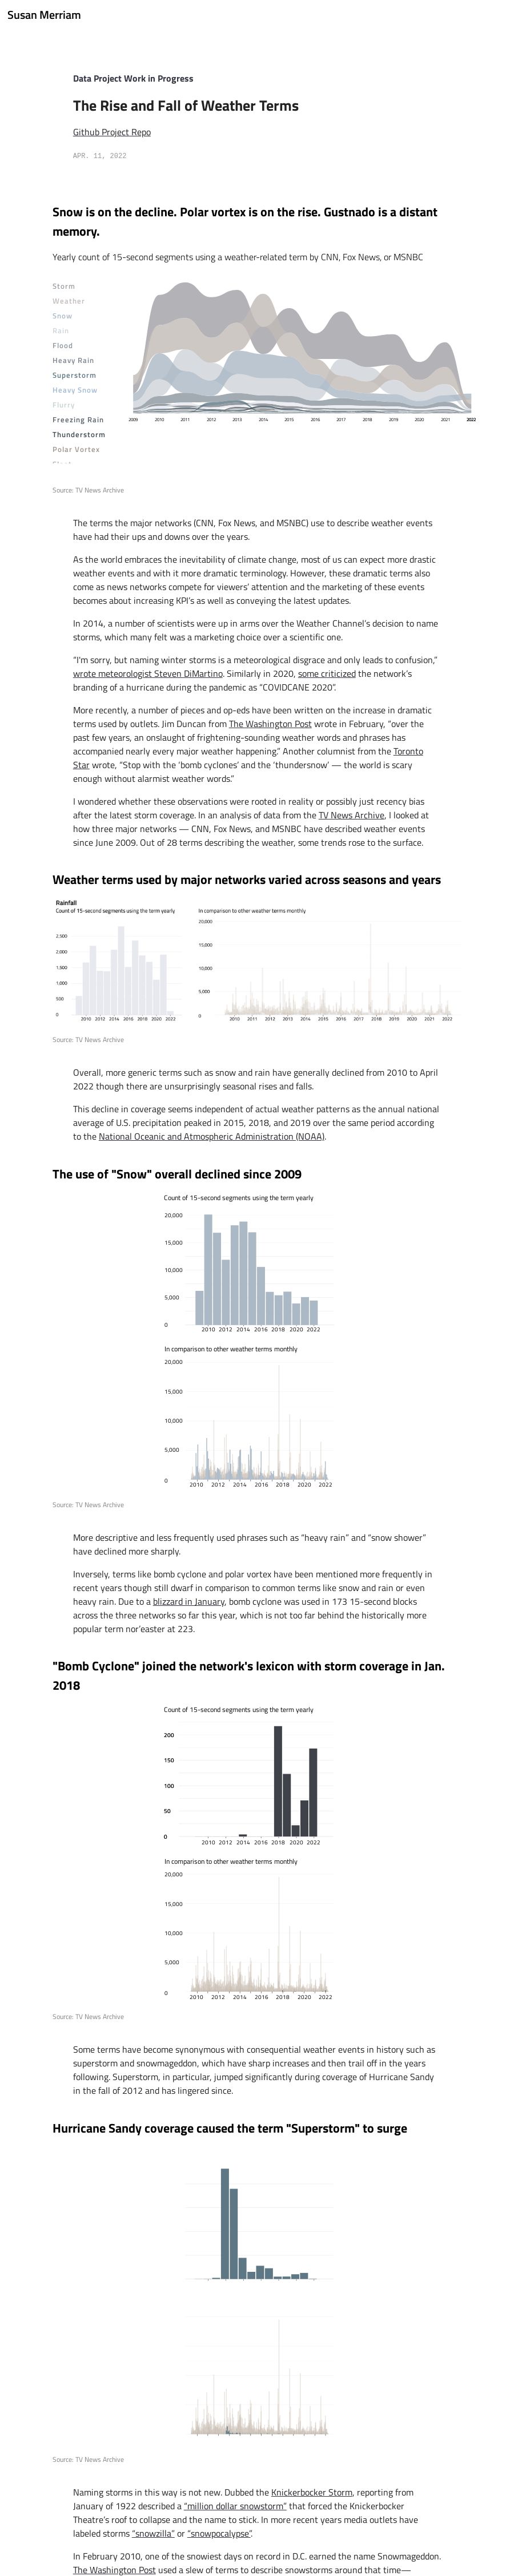 Susan Merriam
Data Project Work in Progress
The Rise and Fall of Weather Terms
Github Project Repo
APR. 11, 2022
Snow is on the decline. Polar vortex is on the rise. Gustnado is a distant
memory.
Yearly count of 15-second segments using a weather-related term by CNN, Fox News, or MSNBC
Storm
Weather
Snow
Rain
Flood
Heavy Rain
Superstorm
Heavy Snow
Flurry
Freezing Rain
Thunderstorm
Polar Vortex
2009 2010 2011 2012 2013 2014 2015 2016 2017 2018 2019 2020 2021 2022
Source: TV News Archive
The terms the major networks (CNN, Fox News, and MSNBC) use to describe weather events
have had their ups and downs over the years.
As the world embraces the inevitability of climate change, most of us can expect more drastic
weather events and with it more dramatic terminology. However, these dramatic terms also
come as news networks compete for viewers’ attention and the marketing of these events
becomes about increasing KPI’s as well as conveying the latest updates.
In 2014, a number of scientists were up in arms over the Weather Channel’s decision to name
storms, which many felt was a marketing choice over a scientific one.
“I’m sorry, but naming winter storms is a meteorological disgrace and only leads to confusion,”
wrote meteorologist Steven DiMartino. Similarly in 2020, some criticized the network’s
branding of a hurricane during the pandemic as “COVIDCANE 2020”.
More recently, a number of pieces and op-eds have been written on the increase in dramatic
terms used by outlets. Jim Duncan from The Washington Post wrote in February, “over the
past few years, an onslaught of frightening-sounding weather words and phrases has
accompanied nearly every major weather happening.” Another columnist from the Toronto
Star wrote, “Stop with the ‘bomb cyclones’ and the ‘thundersnow’ — the world is scary
enough without alarmist weather words.”
I wondered whether these observations were rooted in reality or possibly just recency bias
after the latest storm coverage. In an analysis of data from the TV News Archive, I looked at
how three major networks — CNN, Fox News, and MSNBC have described weather events
since June 2009. Out of 28 terms describing the weather, some trends rose to the surface.
Weather terms used by major networks varied across seasons and years
Rainfall
Count of 15-second segments using the term yearly
2,500
2,000
1,500
1,000
500
0
2010 2012 2014 2016 2018 2020 2022
In comparison to other weather terms monthly
20,000
15,000
10,000
5,000
0
2010 2011 2012 2013 2014 2015 2016 2017 2018 2019 2020 2021 2022
Source: TV News Archive
Overall, more generic terms such as snow and rain have generally declined from 2010 to April
2022 though there are unsurprisingly seasonal rises and falls.
This decline in coverage seems independent of actual weather patterns as the annual national
average of U.S. precipitation peaked in 2015, 2018, and 2019 over the same period according
to the National Oceanic and Atmospheric Administration (NOAA).
The use of "Snow" overall declined since 2009
Count of 15-second segments using the term yearly
20,000
15,000
10,000
5,000
0
2010 2012 2014 2016 2018 2020 2022
In comparison to other weather terms monthly
20,000
15,000
10,000
5,000
0
2010 2012 2014 2016 2018 2020 2022
Source: TV News Archive
More descriptive and less frequently used phrases such as “heavy rain” and “snow shower”
have declined more sharply.
Inversely, terms like bomb cyclone and polar vortex have been mentioned more frequently in
recent years though still dwarf in comparison to common terms like snow and rain or even
heavy rain. Due to a blizzard in January, bomb cyclone was used in 173 15-second blocks
across the three networks so far this year, which is not too far behind the historically more
popular term nor’easter at 223.
"Bomb Cyclone" joined the network's lexicon with storm coverage in Jan.
2018
Count of 15-second segments using the term yearly
200
150
100
50
0
2010 2012 2014 2016 2018 2020 2022
In comparison to other weather terms monthly
20,000
15,000
10,000
5,000
0
2010 2012 2014 2016 2018 2020 2022
Source: TV News Archive
Some terms have become synonymous with consequential weather events in history such as
superstorm and snowmageddon, which have sharp increases and then trail off in the years
following. Superstorm, in particular, jumped significantly during coverage of Hurricane Sandy
in the fall of 2012 and has lingered since.
Hurricane Sandy coverage caused the term "Superstorm" to surge
Source: TV News Archive
Naming storms in this way is not new. Dubbed the Knickerbocker Storm, reporting from
January of 1922 described a “million dollar snowstorm” that forced the Knickerbocker
Theatre’s roof to collapse and the name to stick. In more recent years media outlets have
labeled storms “snowzilla” or “snowpocalypse”.
In February 2010, one of the snowiest days on record in D.C. earned the name Snowmageddon.
The Washington Post used a slew of terms to describe snowstorms around that time—